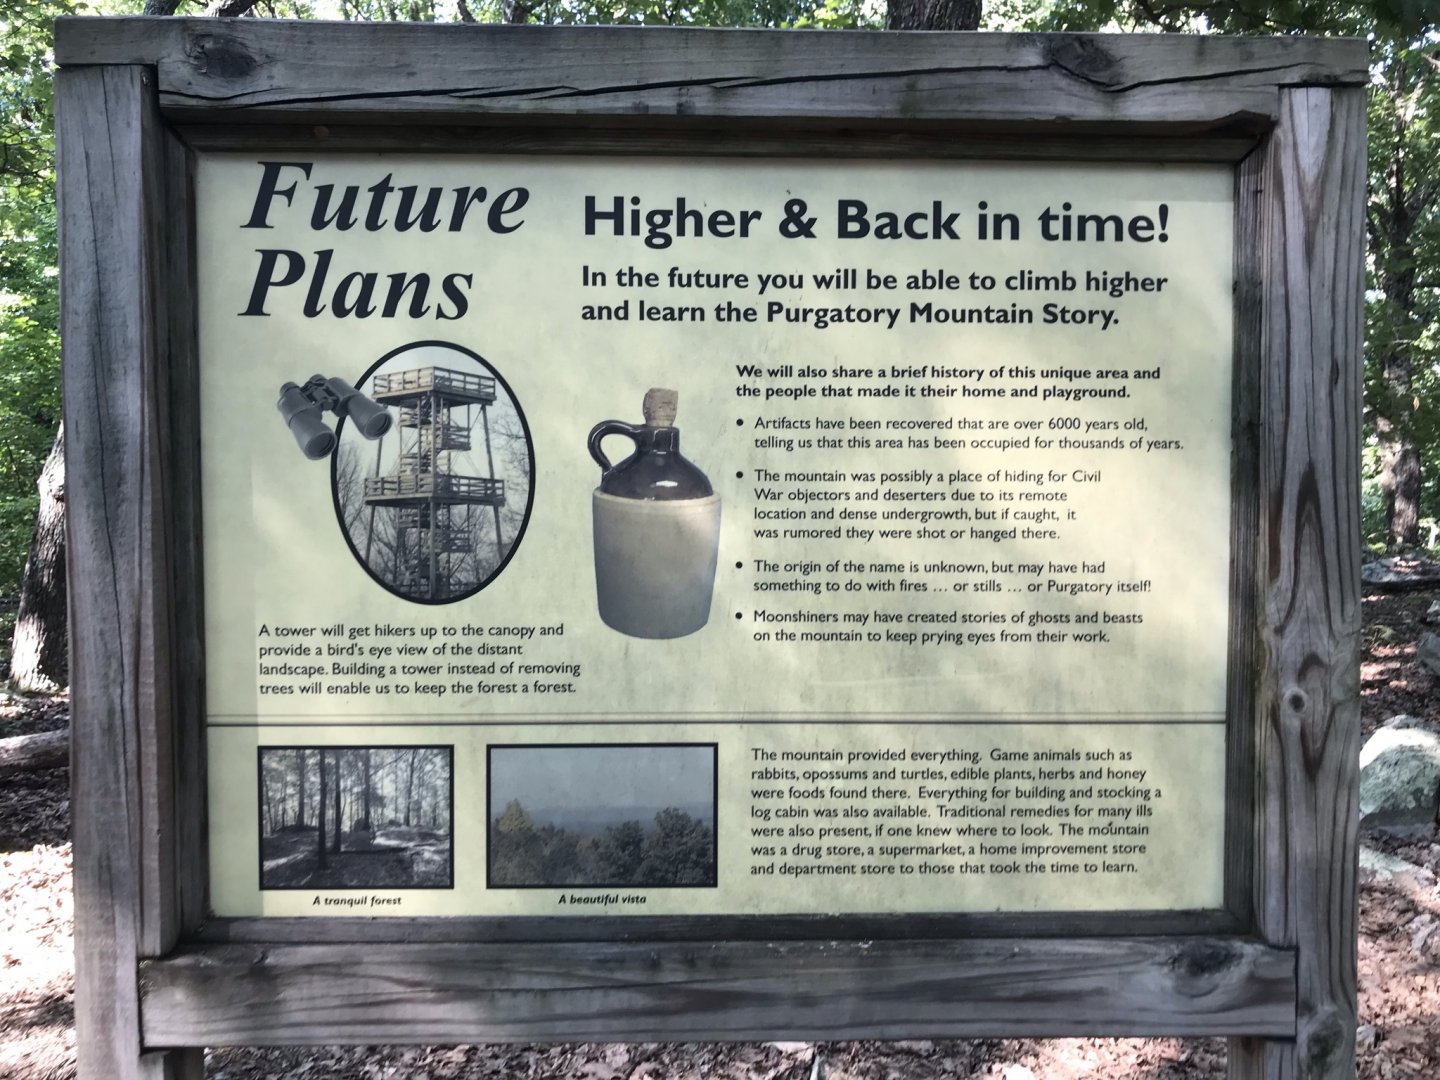 Future
Plans
Higher & Back in time!
In the future you will be able to climb higher
and learn the Purgatory Mountain Story.
We will also share a brief history of this unique area and
the people that made it their home and playground.
• Artifacts have been recovered that are over 6000 years old,
telling us that this area has been occupied for thousands of years.
• The mountain was possibly a place of hiding for Civil
War objectors and deserters due to its remote
location and dense undergrowth, but if caught, it
was rumored they were shot or hanged there.
• The origin of the name is unknown, but may have had
something to do with fires ... or stills ... or Purgatory itself!
• Moonshiners may have created stories of ghosts and beasts
on the mountain to keep prying eyes from their work.
A tower will get hikers up to the canopy and
provide a bird's eye view of the distant
landscape. Building a tower instead of removing
trees will enable us to keep the forest a forest.
A tranquil forest
A beautiful vista
The mountain provided everything. Game animals such as
rabbits, opossums and turtles, edible plants, herbs and honey
were foods found there. Everything for building and stocking a
log cabin was also available. Traditional remedies for many ills
were also present, if one knew where to look. The mountain
was a drug store, a supermarket, a home improvement store
and department store to those that took the time to learn.